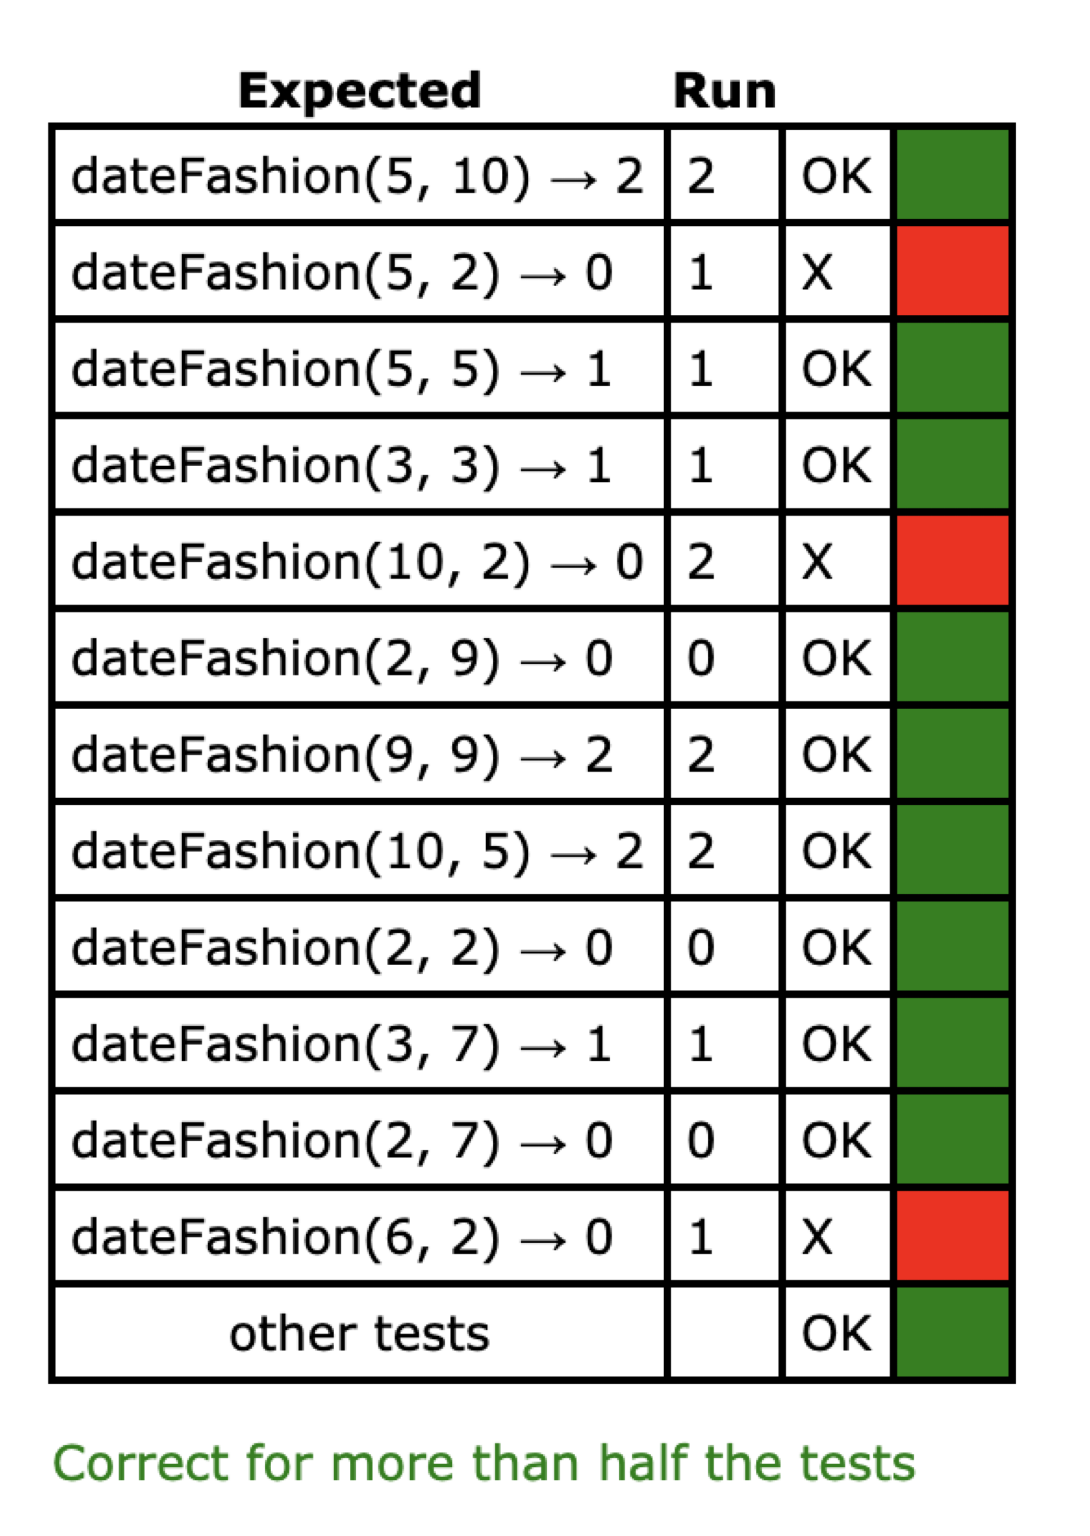 Expected Run
dateFashion(5, 10) → 2 2 OK
dateFashion(5, 2) → 0 1 X
dateFashion(5, 5) → 1 1 OK
dateFashion(3, 3) → 1 1 OK
dateFashion(10, 2) → 0 2 X
dateFashion(2, 9) → 0 0 OK
dateFashion(9, 9) → 2 2 OK
dateFashion(10, 5) → 2 2 OK
dateFashion(2, 2) → 0 0 OK
dateFashion(3, 7) → 1 1 OK
dateFashion(2, 7) → 0 0 OK
dateFashion(6, 2) → 0 1 X
other tests OK
Correct for more than half the tests